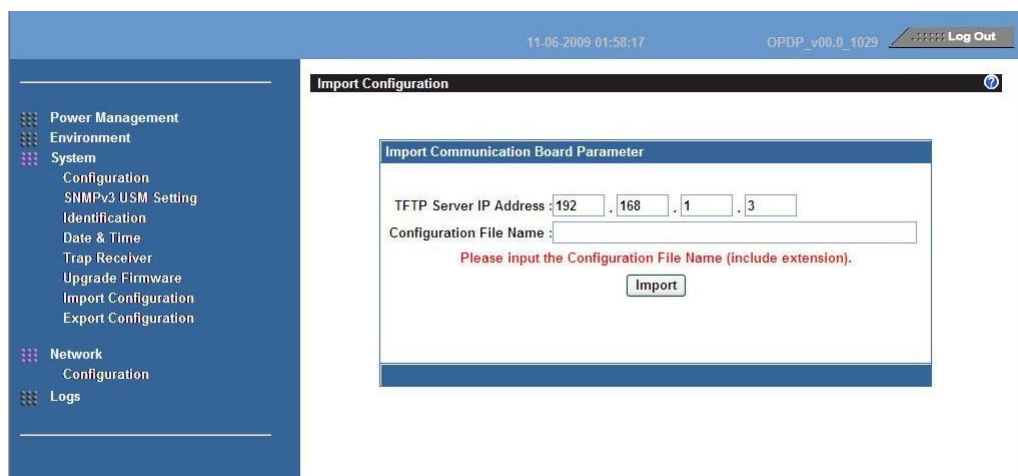 11-06-2009 01:58:17
OPDP_v00.0_1029
Log Out
Import Configuration
?
Power Management
Environment
System
Configuration
SNMPv3 USM Setting
Identification
Date & Time
Trap Receiver
Upgrade Firmware
Import Configuration
Export Configuration
Network
Configuration
Logs
Import Communication Board Parameter
TFTP Server IP Address : 192 . 168 . 1 . 3
Configuration File Name :
Please input the Configuration File Name (include extension).
Import